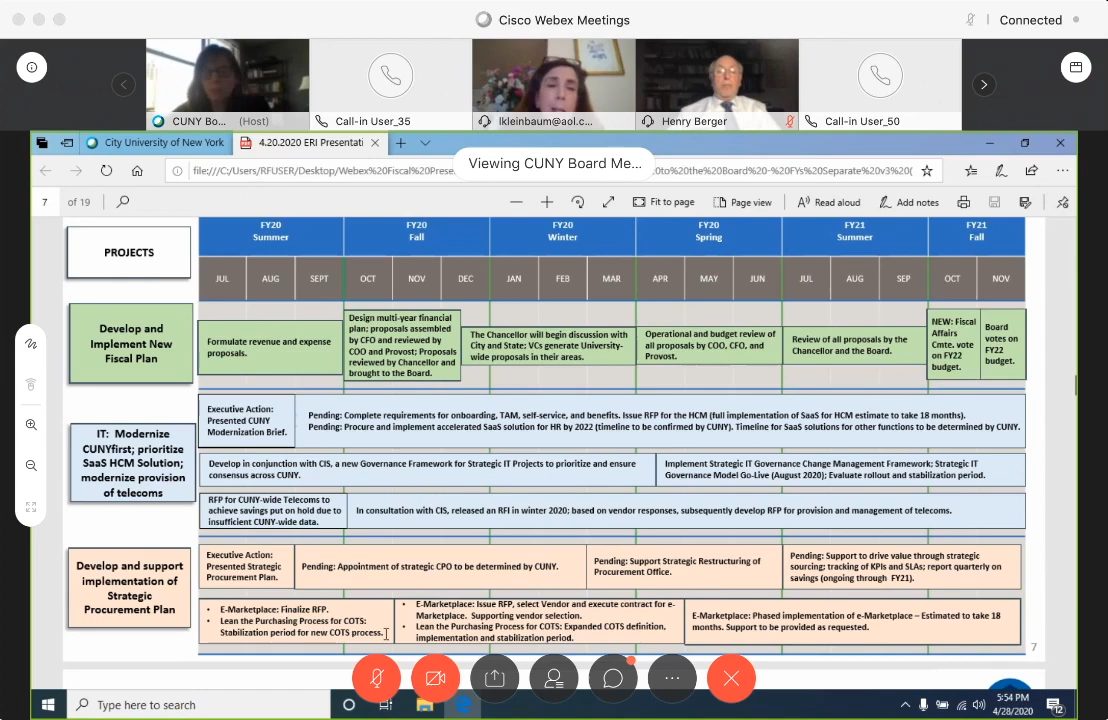 Cisco Webex Meetings
Connected
CUNY Bo... (Host)
Call-in User_35
lkleinbaum@aol.c...
Henry Berger
Call-in User_50
City University of New York
4.20.2020 ERI Presentati
Viewing CUNY Board Me...
file:///C:/Users/RFUSER/Desktop/Webex%20Fiscal%20Prese
to%20the%20Board%20-%20FYs%20Separate%20v3%20(
7 of 19
Fit to page
Page view
Read aloud
Add notes
PROJECTS
FY20 Summer
FY20 Fall
FY20 Winter
FY20 Spring
FY21 Summer
FY21 Fall
JUL AUG SEPT OCT NOV DEC JAN FEB MAR APR MAY JUN JUL AUG SEP OCT NOV
Develop and
Implement New
Fiscal Plan
Formulate revenue and expense
proposals.
Design multi-year financial
plan; proposals assembled
by CFO and reviewed by
COO and Provost; Proposals
reviewed by Chancellor and
brought to the Board.
The Chancellor will begin discussion with
City and State; VCs generate University-
wide proposals in their areas.
Operational and budget review of
all proposals by COO, CFO, and
Provost.
Review of all proposals by the
Chancellor and the Board.
NEW: Fiscal
Affairs
Cmte. vote
on FY22
budget.
Board
votes on
FY22
budget.
IT: Modernize
CUNYfirst; prioritize
SaaS HCM Solution;
modernize provision
of telecoms
Executive Action:
Presented CUNY
Modernization Brief.
Pending: Complete requirements for onboarding, TAM, self-service, and benefits. Issue RFP for the HCM (full implementation of SaaS for HCM estimate to take 18 months).
Pending: Procure and implement accelerated SaaS solution for HR by 2022 (timeline to be confirmed by CUNY). Timeline for SaaS solutions for other functions to be determined by CUNY.
Develop in conjunction with CIS, a new Governance Framework for Strategic IT Projects to prioritize and ensure
consensus across CUNY.
Implement Strategic IT Governance Change Management Framework; Strategic IT
Governance Model Go-Live (August 2020); Evaluate rollout and stabilization period.
RFP for CUNY-wide Telecoms to
achieve savings put on hold due to
insufficient CUNY-wide data.
In consultation with CIS, released an RFI in winter 2020; based on vendor responses, subsequently develop RFP for provision and management of telecoms.
Develop and support
implementation of
Strategic
Procurement Plan
Executive Action:
Presented Strategic
Procurement Plan.
Pending: Appointment of strategic CPO to be determined by CUNY.
Pending: Support Strategic Restructuring of
Procurement Office.
Pending: Support to drive value through strategic
sourcing; tracking of KPIs and SLAs; report quarterly on
savings (ongoing through FY21).
• E-Marketplace: Finalize RFP.
• Lean the Purchasing Process for COTS:
Stabilization period for new COTS process.
• E-Marketplace: Issue RFP, select Vendor and execute contract for e-
Marketplace. Supporting vendor selection.
• Lean the Purchasing Process for COTS: Expanded COTS definition,
implementation and stabilization period.
E-Marketplace: Phased implementation of e-Marketplace – Estimated to take 18
months. Support to be provided as requested.
7
Type here to search
5:54 PM
4/28/2020
12